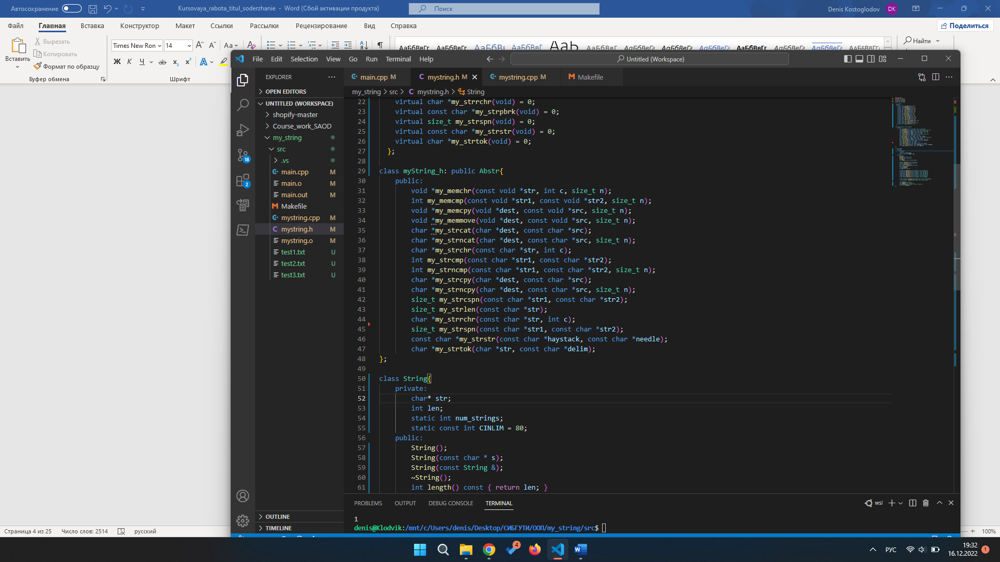 Автосохранение
Kursovaya_rabota_titul_soderzhanie - Word (Сбой активации продукта)
Поиск
Denis Kostoglodov DK
Файл Главная Вставка Конструктор Макет Ссылки Рассылки Рецензирование Вид Справка
Поделиться
Вставить
Вырезать
Копировать
Формат по образцу
Буфер обмена
Times New Ron 14
Ж К Ч
Шрифт
Найти
File Edit Selection View Go Run Terminal Help
Untitled (Workspace)
EXPLORER
OPEN EDITORS
UNTITLED (WORKSPACE)
shopify-master
Course_work_SAOD
my_string
src
.vs
main.cpp M
main.o M
main.out M
Makefile
mystring.cpp M
mystring.h M
mystring.o M
test1.txt U
test2.txt U
test3.txt U
OUTLINE
TIMELINE
18
2
main.cpp M mystring.h M mystring.cpp M Makefile
my_string > src > C mystring.h > String
22 virtual char *my_strrchr(void) = 0;
23 virtual const char *my_strpbrk(void) = 0;
24 virtual size_t my_strspn(void) = 0;
25 virtual const char *my_strstr(void) = 0;
26 virtual char *my_strtok(void) = 0;
27 };
28
29 class myString_h: public Abstr{
30 public:
31 void *my_memchr(const void *str, int c, size_t n);
32 int my_memcmp(const void *str1, const void *str2, size_t n);
33 void *my_memcpy(void *dest, const void *src, size_t n);
34 void *my_memmove(void *dest, const void *src, size_t n);
35 char *my_strcat(char *dest, const char *src);
36 char *my_strncat(char *dest, const char *src, size_t n);
37 char *my_strchr(const char *str, int c);
38 int my_strcmp(const char *str1, const char *str2);
39 int my_strncmp(const char *str1, const char *str2, size_t n);
40 char *my_strcpy(char *dest, const char *src);
41 char *my_strncpy(char *dest, const char *src, size_t n);
42 size_t my_strcspn(const char *str1, const char *str2);
43 size_t my_strlen(const char *str);
44 char *my_strrchr(const char *str, int c);
45 size_t my_strspn(const char *str1, const char *str2);
46 const char *my_strstr(const char *haystack, const char *needle);
47 char *my_strtok(char *str, const char *delim);
48 };
49
50 class String{
51 private:
52 char* str;
53 int len;
54 static int num_strings;
55 static const int CINLIM = 80;
56 public:
57 String();
58 String(const char * s);
59 String(const String &);
60 ~String();
61 int length() const { return len; }
PROBLEMS OUTPUT DEBUG CONSOLE TERMINAL
wsl
1
denis@Klodvik:/mnt/c/Users/denis/Desktop/СИБГУТИ/ООП/my_string/src$
Страница 4 из 25 Число слов: 2514 русский
100%
4
РУС
19:32
16.12.2022
1